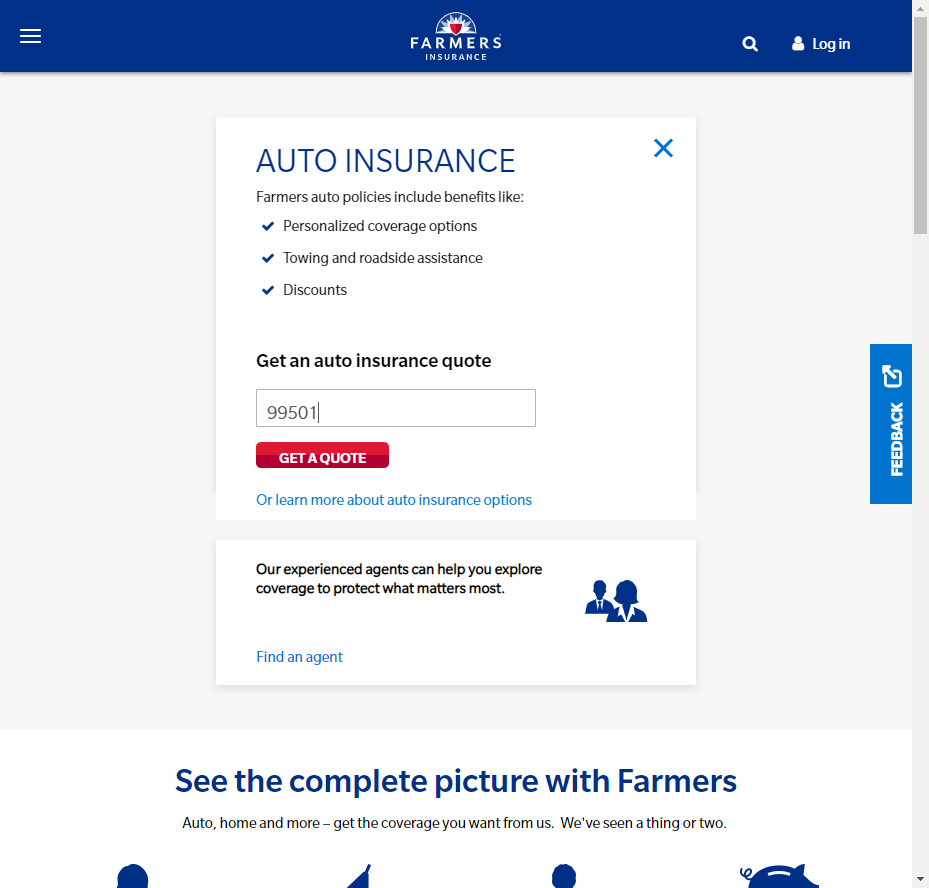 FARMERS
INSURANCE
Log in
AUTO INSURANCE
Farmers auto policies include benefits like:
Personalized coverage options
Towing and roadside assistance
Discounts
Get an auto insurance quote
99501
GET A QUOTE
Or learn more about auto insurance options
FEEDBACK
Our experienced agents can help you explore
coverage to protect what matters most.
Find an agent
See the complete picture with Farmers
Auto, home and more – get the coverage you want from us. We've seen a thing or two.